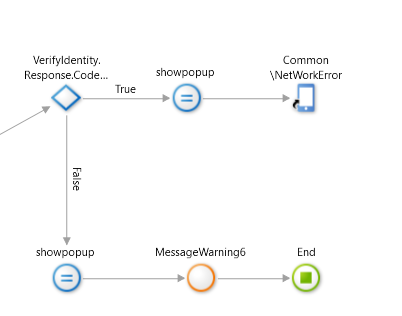 VerifyIdentity.
Response.Code...
True
showpopup
Common
\NetWorkError
False
showpopup
MessageWarning6
End